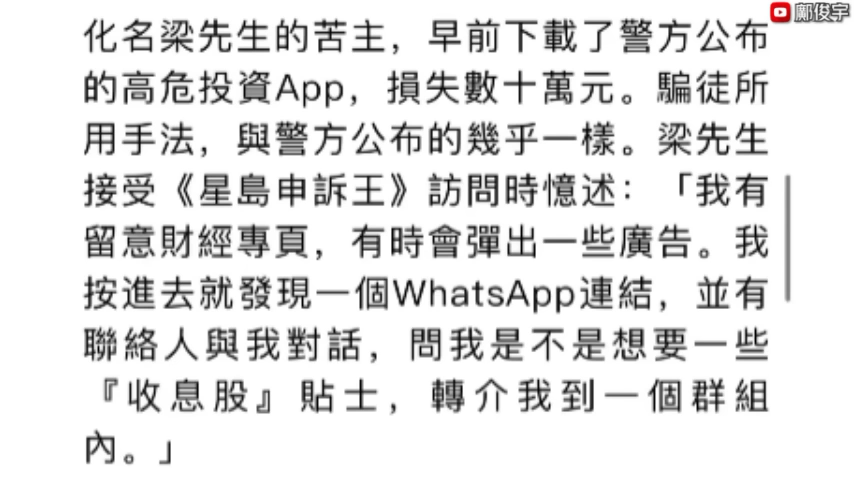 鄺俊宇
化名梁先生的苦主，早前下載了警方公布
的高危投資App，損失數十萬元。騙徒所
用手法，與警方公布的幾乎一樣。梁先生
接受《星島申訴王》訪問時憶述：「我有
留意財經專頁，有時會彈出一些廣告。我
按進去就發現一個WhatsApp連結，並有
聯絡人與我對話，問我是不是想要一些
『收息股』貼士，轉介我到一個群組
內。」